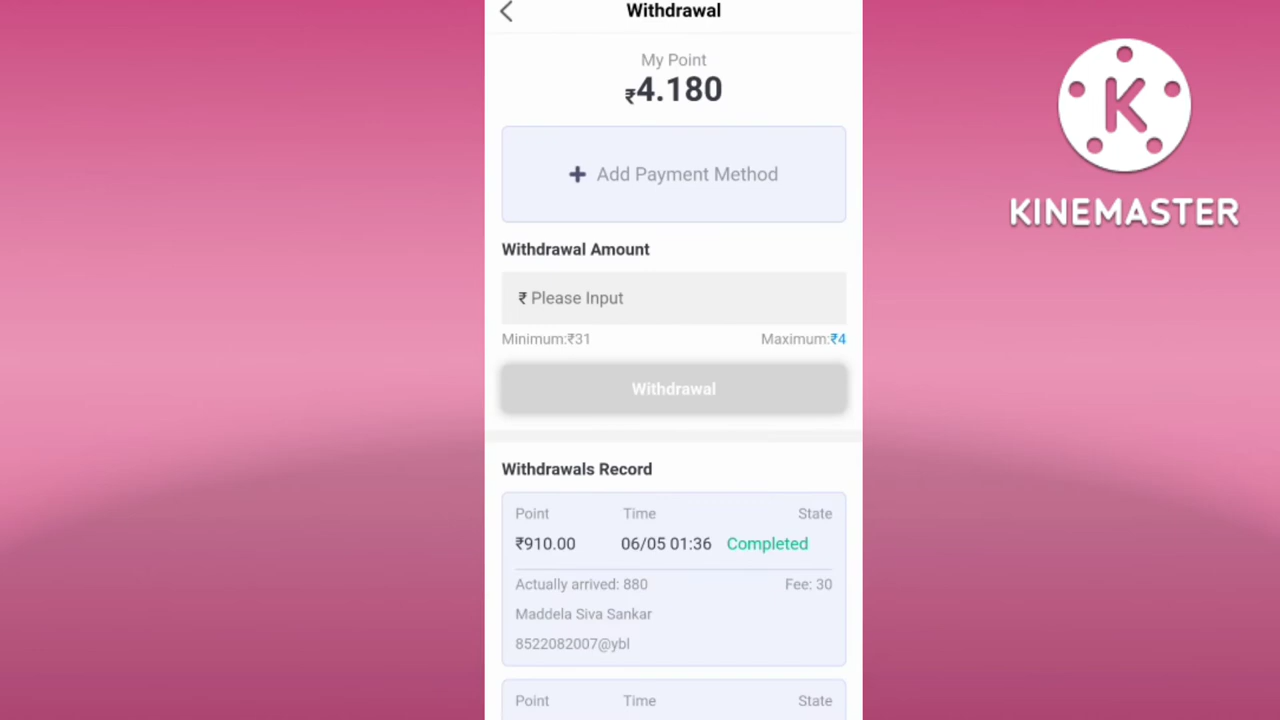 Withdrawal
My Point
₹4.180
K
KINEMASTER
+ Add Payment Method
Withdrawal Amount
₹ Please Input
Minimum:₹31 Maximum:₹4
Withdrawal
Withdrawals Record
Point Time State
₹910.00 06/05 01:36 Completed
Actually arrived: 880 Fee: 30
Maddela Siva Sankar
8522082007@ybl
Point Time State